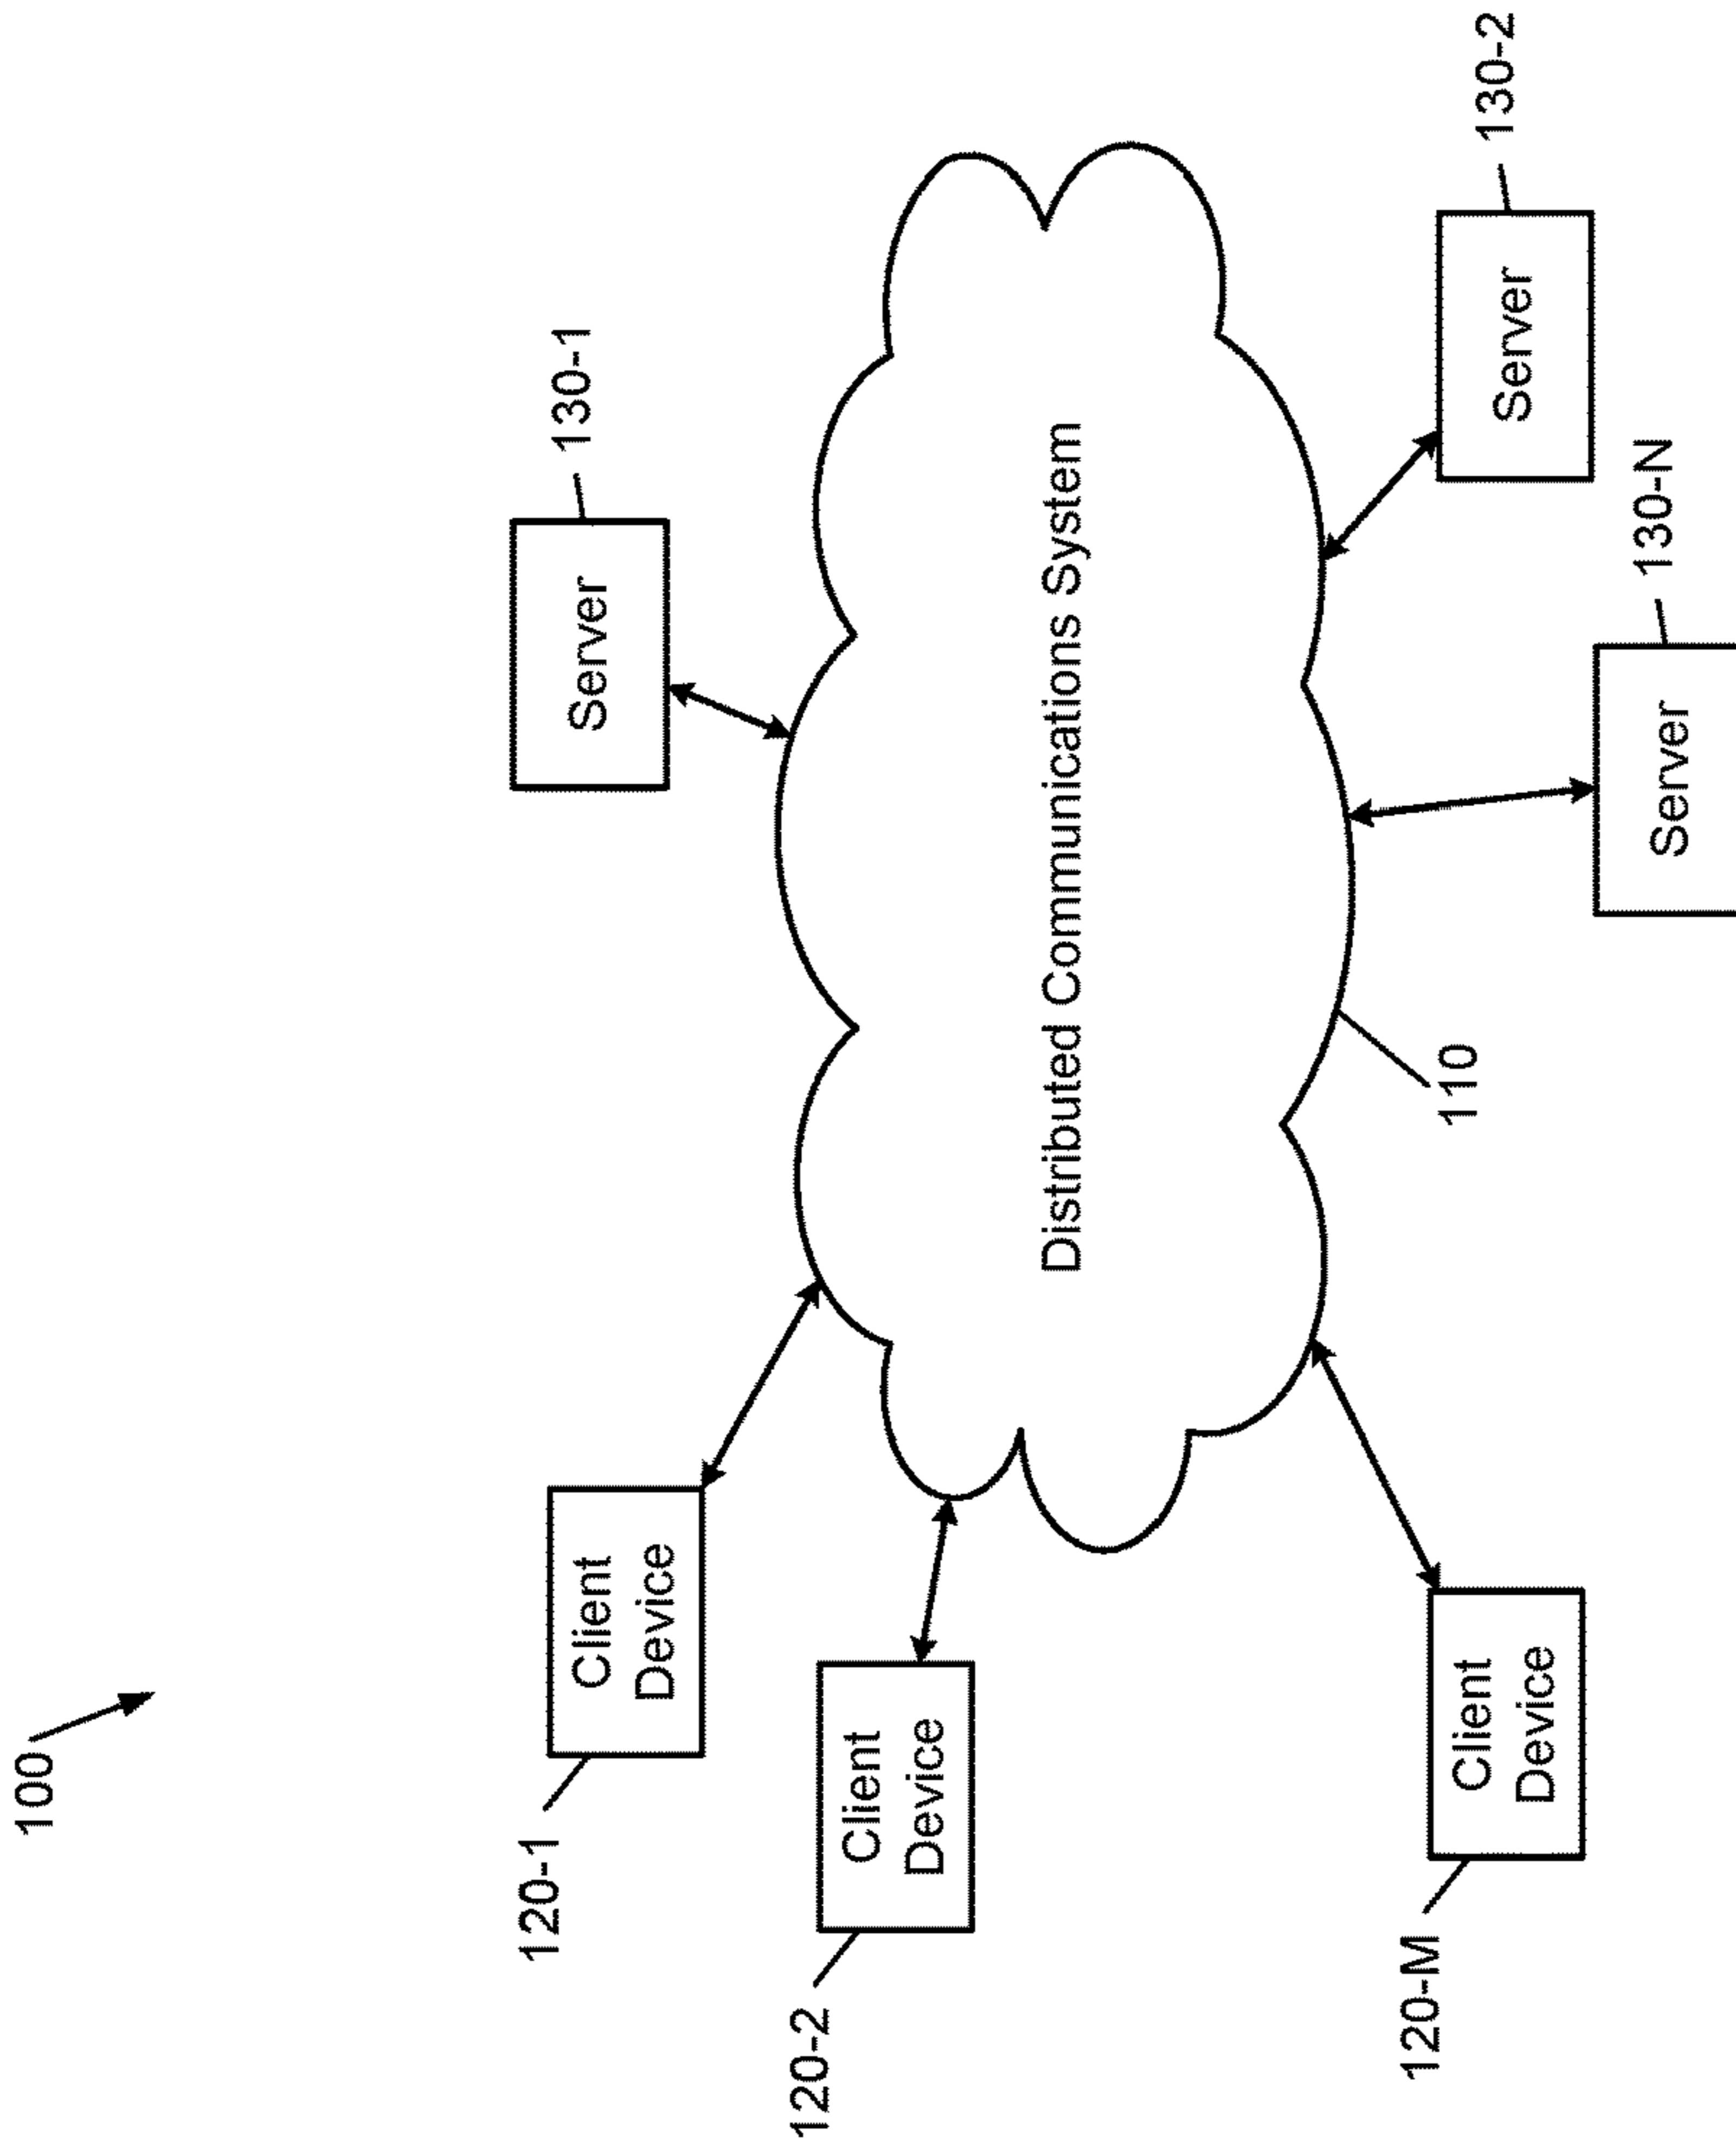 100
120-1
Client
Device
120-2
Client
Device
120-M
Client
Device
Distributed Communications System
110
Server
130-1
Server
130-2
Server
130-N